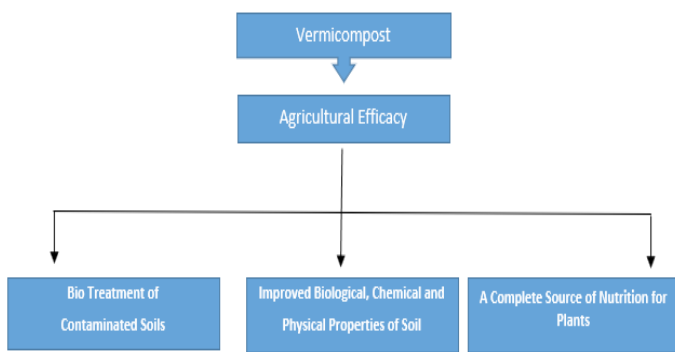 Vermicompost
Agricultural Efficacy
Bio Treatment of
Contaminated Soils
Improved Biological, Chemical and
Physical Properties of Soil
A Complete Source of Nutrition for
Plants